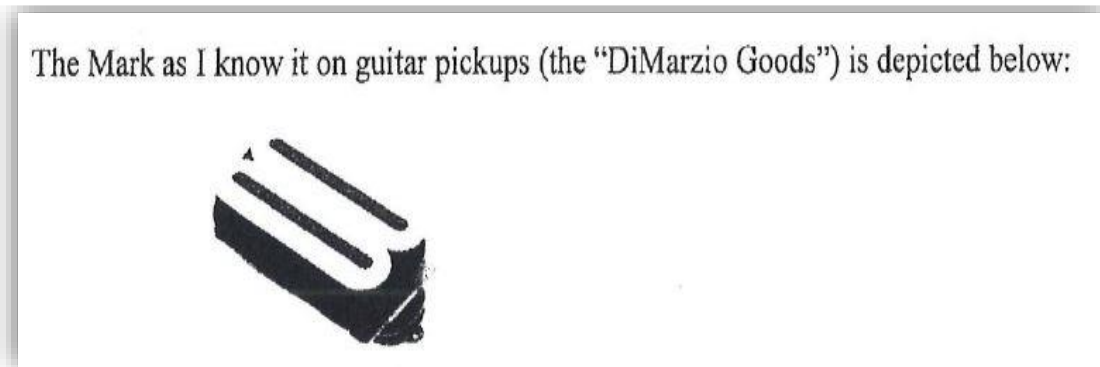 The Mark as I know it on guitar pickups (the “DiMarzio Goods”) is depicted below: